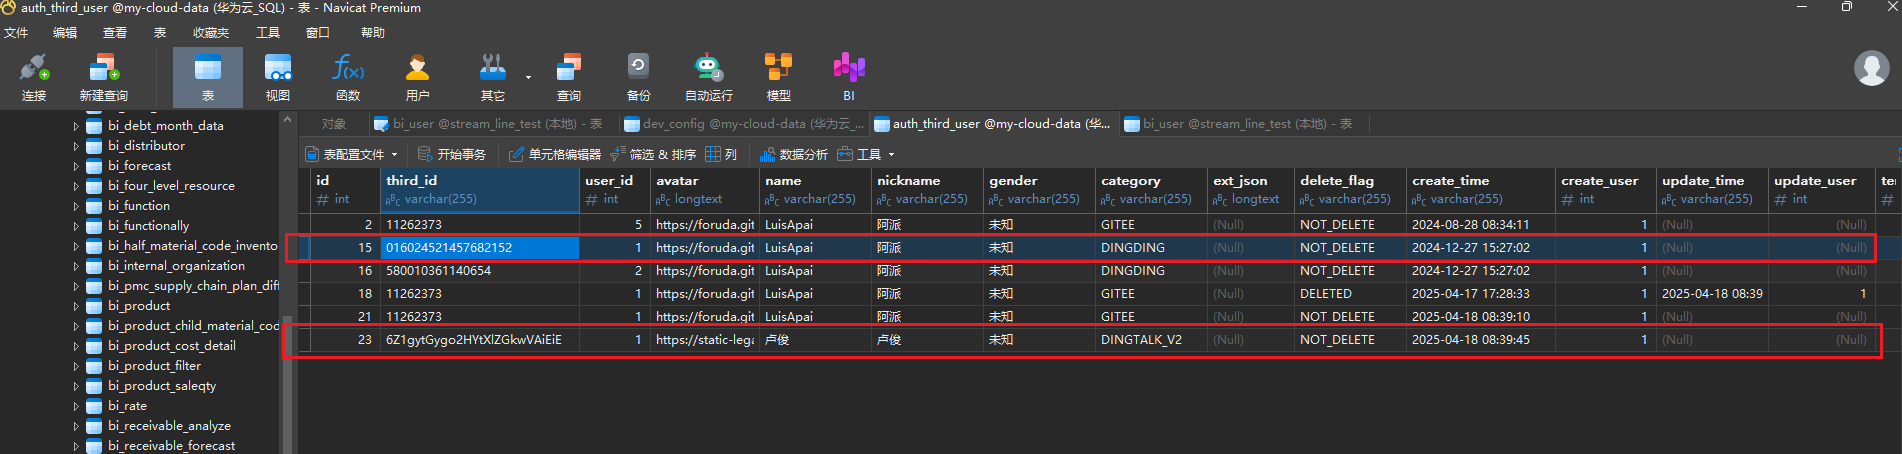 auth_third_user @my-cloud-data (华为云_SQL) - 表 - Navicat Premium
文件 编辑 查看 表 收藏夹 工具 窗口 帮助
连接 新建查询 表 视图 函数 用户 其它 查询 备份 自动运行 模型 BI
对象 bi_user @stream_line_test (本地) - 表 dev_config @my-cloud-data (华为云_... auth_third_user @my-cloud-data (华... bi_user @stream_line_test (本地) - 表
表配置文件 开始事务 单元格编辑器 筛选 & 排序 列 数据分析 工具
bi_debt_month_data
bi_distributor
bi_forecast
bi_four_level_resource
bi_function
bi_functionally
bi_half_material_code_invento
bi_internal_organization
bi_pmc_supply_chain_plan_diff
bi_product
bi_product_child_material_cod
bi_product_cost_detail
bi_product_filter
bi_product_saleqty
bi_rate
bi_receivable_analyze
bi_receivable_forecast
id third_id user_id avatar name nickname gender category ext_json delete_flag create_time create_user update_time update_user te
# int ABC varchar(255) # int ABC longtext ABC varchar(255) ABC varchar(255) ABC varchar(255) ABC varchar(255) ABC longtext ABC varchar(255) ABC varchar(255) # int ABC varchar(255) # int #
2 11262373 5 https://foruda.git LuisApai 阿派 未知 GITEE (Null) NOT_DELETE 2024-08-28 08:34:11 1 (Null) (Null)
15 016024521457682152 1 https://foruda.git LuisApai 阿派 未知 DINGDING (Null) NOT_DELETE 2024-12-27 15:27:02 1 (Null) (Null)
16 580010361140654 2 https://foruda.git LuisApai 阿派 未知 DINGDING (Null) NOT_DELETE 2024-12-27 15:27:02 1 (Null) (Null)
18 11262373 1 https://foruda.git LuisApai 阿派 未知 GITEE (Null) DELETED 2025-04-17 17:28:33 1 2025-04-18 08:39 1
21 11262373 1 https://foruda.git LuisApai 阿派 未知 GITEE (Null) NOT_DELETE 2025-04-18 08:39:10 1 (Null) (Null)
23 6Z1gytGygo2HYtXlZGkwVAiEiE 1 https://static-lega 卢俊 卢俊 未知 DINGTALK_V2 (Null) NOT_DELETE 2025-04-18 08:39:45 1 (Null) (Null)